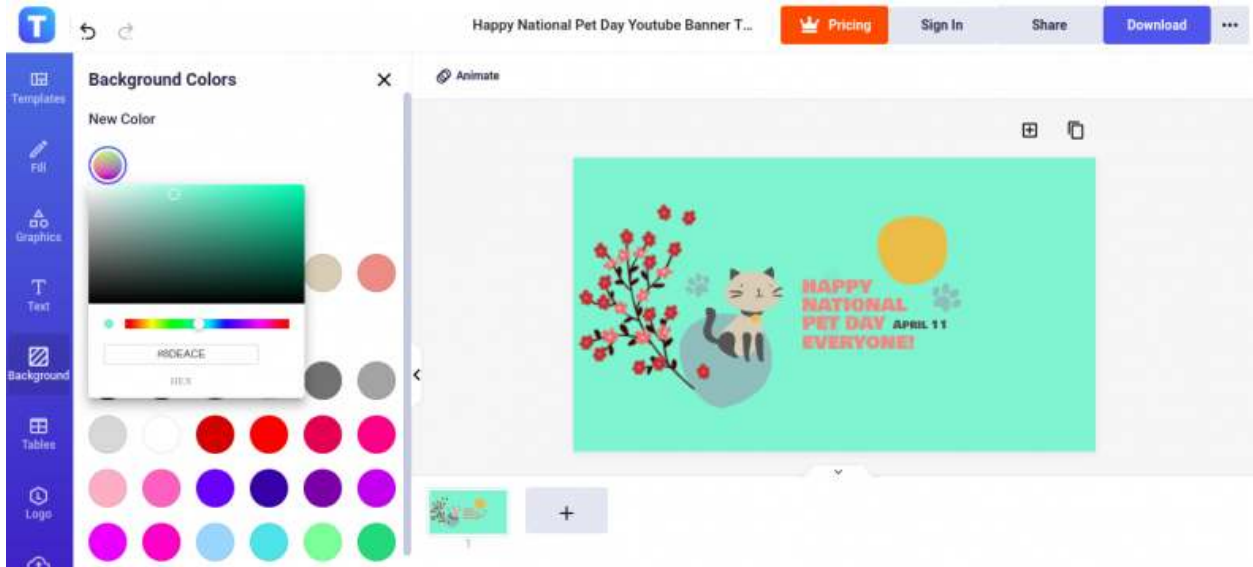 T
Happy National Pet Day Youtube Banner T...
Pricing
Sign In
Share
Download
Templates
Fill
Graphics
Text
Background
Tables
Logo
Background Colors
New Color
#8DEACE
HEX
Animate
HAPPY
NATIONAL
PET DAY APRIL 11
EVERYONE!
1